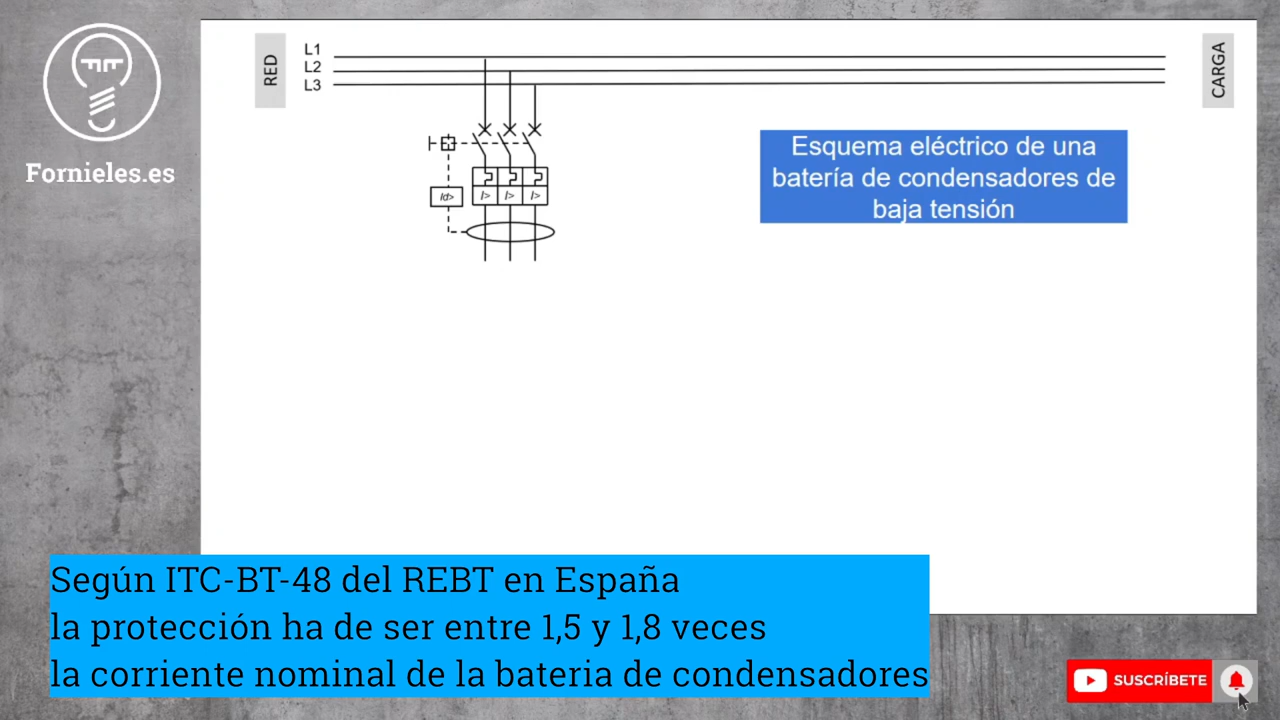 Fornieles.es
RED
L1
L2
L3
CARGA
Esquema eléctrico de una
batería de condensadores de
baja tensión
Id>
I>
I>
I>
Según ITC-BT-48 del REBT en España
la protección ha de ser entre 1,5 y 1,8 veces
la corriente nominal de la bateria de condensadores
SUSCRÍBETE